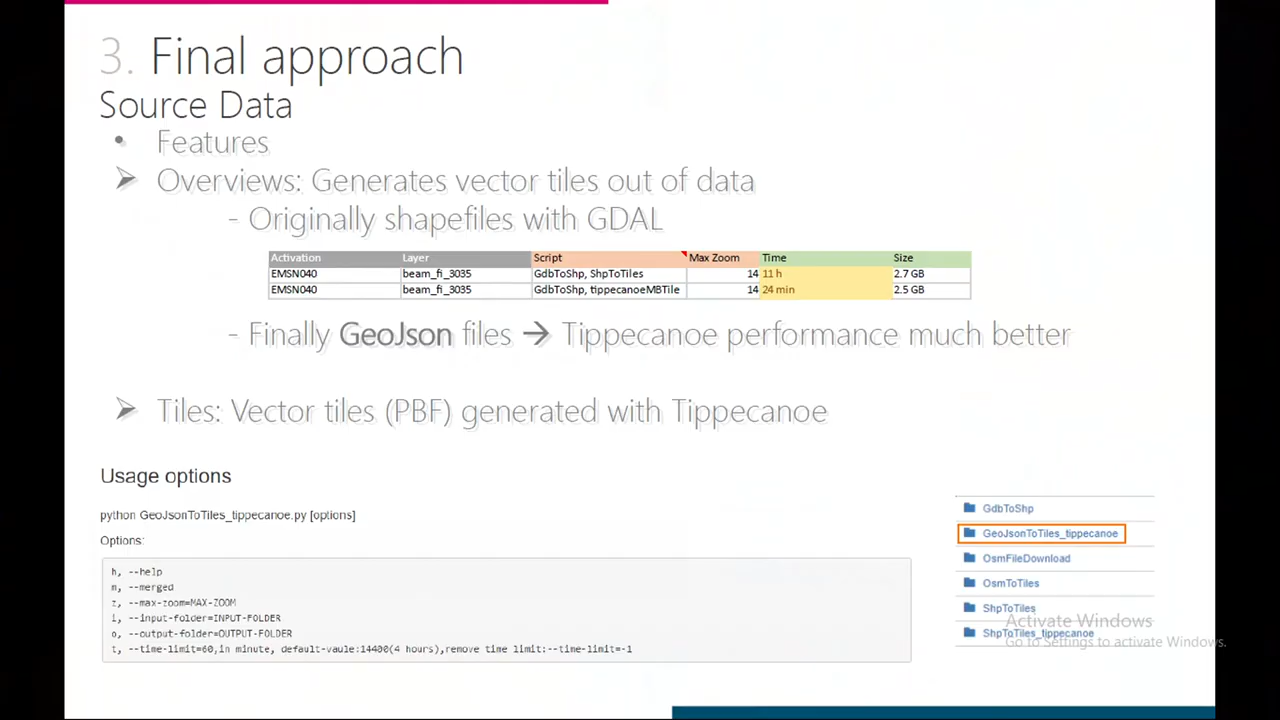 3. Final approach
Source Data
• Features
➢ Overviews: Generates vector tiles out of data
- Originally shapefiles with GDAL
Activation Layer Script Max Zoom Time Size
EMSN040 beam_fi_3035 GdbToShp, ShpToTiles 14 11 h 2.7 GB
EMSN040 beam_fi_3035 GdbToShp, tippecanoeMBTile 14 24 min 2.5 GB
- Finally GeoJson files → Tippecanoe performance much better
➢ Tiles: Vector tiles (PBF) generated with Tippecanoe
Usage options
python GeoJsonToTiles_tippecanoe.py [options]
Options:
h, --help
m, --merged
z, --max-zoom=MAX-ZOOM
i, --input-folder=INPUT-FOLDER
o, --output-folder=OUTPUT-FOLDER
t, --time-limit=60,in minute, default-vaule:14400(4 hours),remove time limit:--time-limit=-1
GdbToShp
GeoJsonToTiles_tippecanoe
OsmFileDownload
OsmToTiles
ShpToTiles
ShpToTiles_tippecanoe
Activate Windows
Go to Settings to activate Windows.